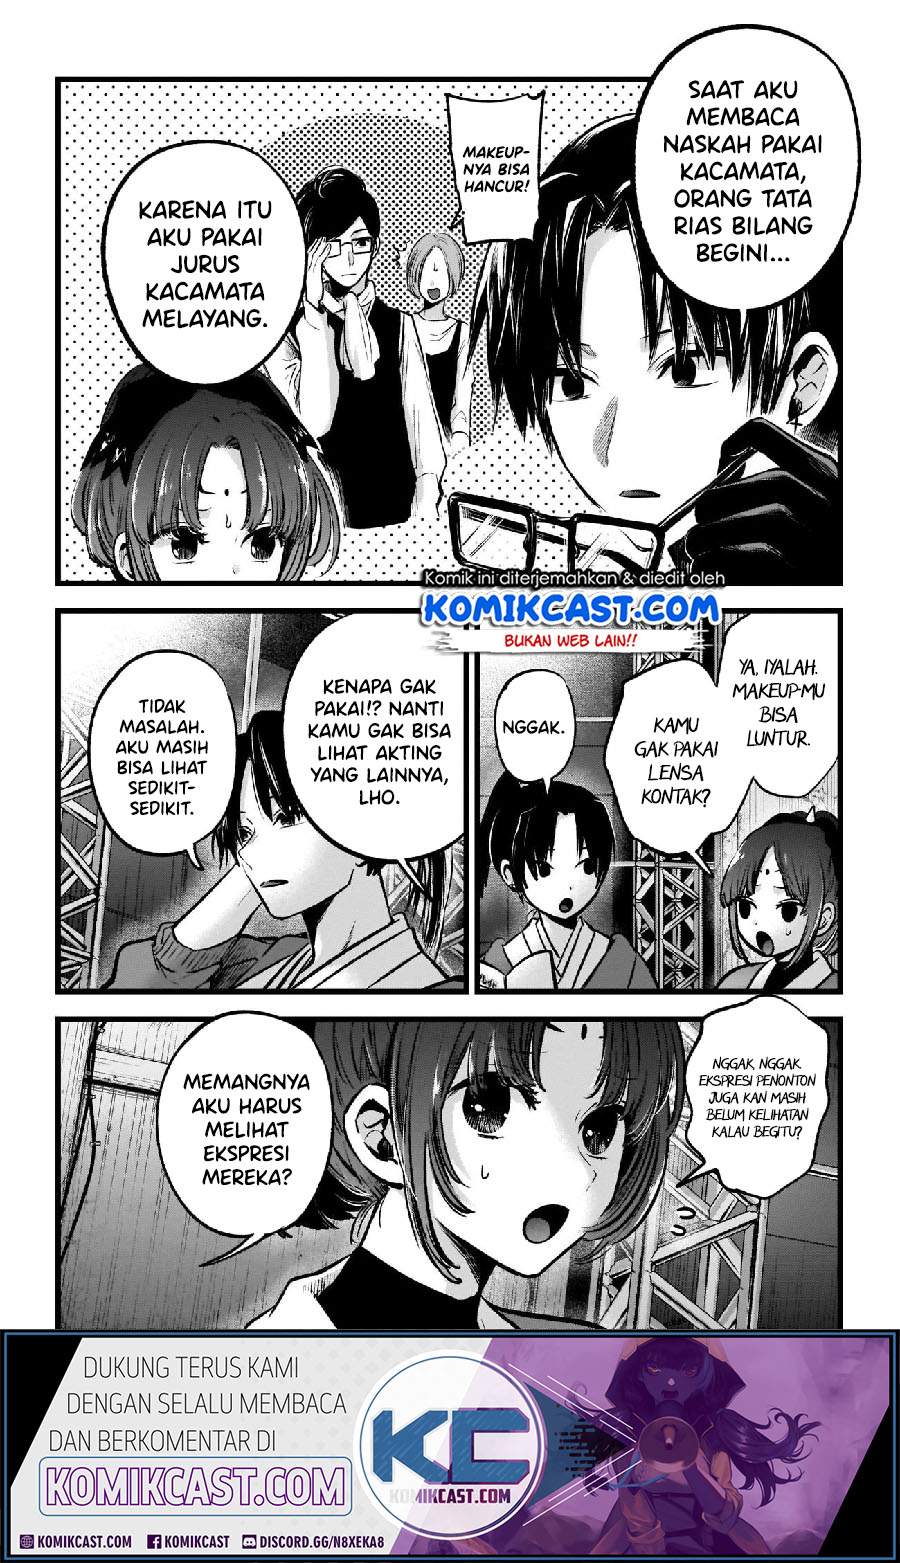 SAAT AKU
MEMBACA
NASKAH PAKAI
KACAMATA,
ORANG TATA
RIAS BILANG
BEGINI...
MAKEUP-
NYA BISA
HANCUR!
KARENA ITU
AKU PAKAI
JURUS
KACAMATA
MELAYANG.
Komik ini diterjemahkan & diedit oleh
KOMIKCAST.COM
BUKAN WEB LAIN!!
YA, IYALAH.
MAKEUP-MU
BISA
LUNTUR.
KAMU
GAK PAKAI
LENSA
KONTAK?
NGGAK.
KENAPA GAK
PAKAI!? NANTI
KAMU GAK BISA
LIHAT AKTING
YANG LAINNYA,
LHO.
TIDAK
MASALAH.
AKU MASIH
BISA LIHAT
SEDIKIT-
SEDIKIT.
NGGAK, NGGAK.
EKSPRESI PENONTON
JUGA KAN MASIH
BELUM KELIHATAN
KALAU BEGITU?
MEMANGNYA
AKU HARUS
MELIHAT
EKSPRESI
MEREKA?
DUKUNG TERUS KAMI
DENGAN SELALU MEMBACA
DAN BERKOMENTAR DI
KOMIKCAST.COM
KC
KOMIKCAST.COM
KOMIKCAST.COM
KOMIKCAST
DISCORD.GG/N8XEKA8